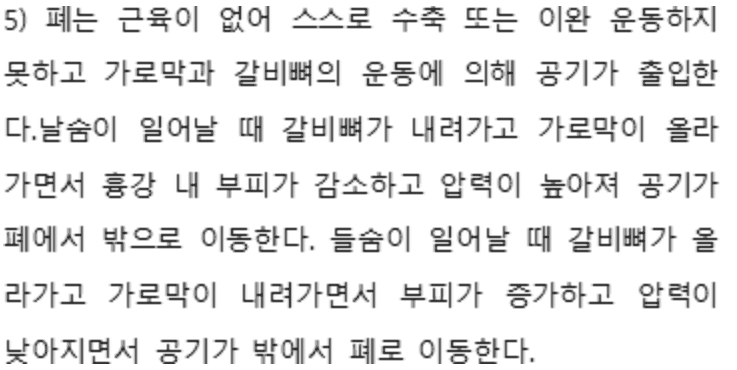 5) 폐는 근육이 없어 스스로 수축 또는 이완 운동하지
못하고 가로막과 갈비뼈의 운동에 의해 공기가 출입한
다.날숨이 일어날 때 갈비뼈가 내려가고 가로막이 올라
가면서 흉강 내 부피가 감소하고 압력이 높아져 공기가
폐에서 밖으로 이동한다. 들숨이 일어날 때 갈비뼈가 올
라가고 가로막이 내려가면서 부피가 증가하고 압력이
낮아지면서 공기가 밖에서 폐로 이동한다.